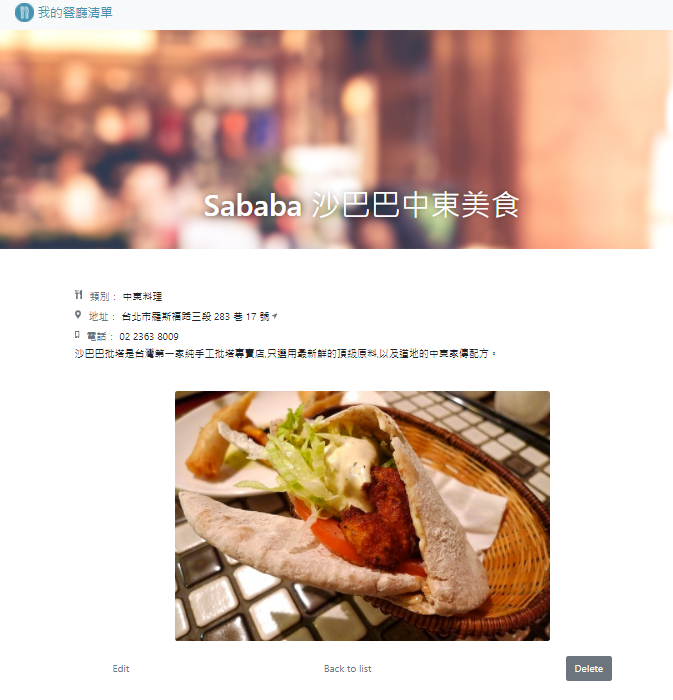 我的餐廳清單
Sababa 沙巴巴中東美食
類別： 中東料理
地址： 台北市羅斯福路三段 283 巷 17 號
電話： 02 2363 8009
沙巴巴批塔是台灣第一家純手工批塔專賣店,只選用最新鮮的頂級原料,以及道地的中東家傳配方。
Edit
Back to list
Delete